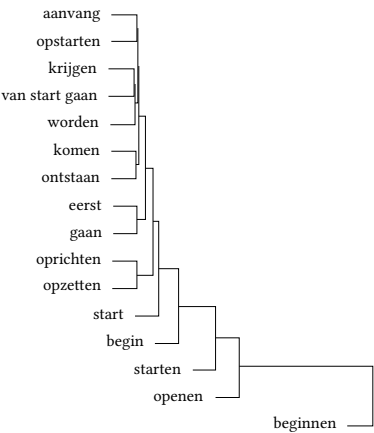 aanvang
opstarten
krijgen
van start gaan
worden
komen
ontstaan
eerst
gaan
oprichten
opzetten
start
begin
starten
openen
beginnen